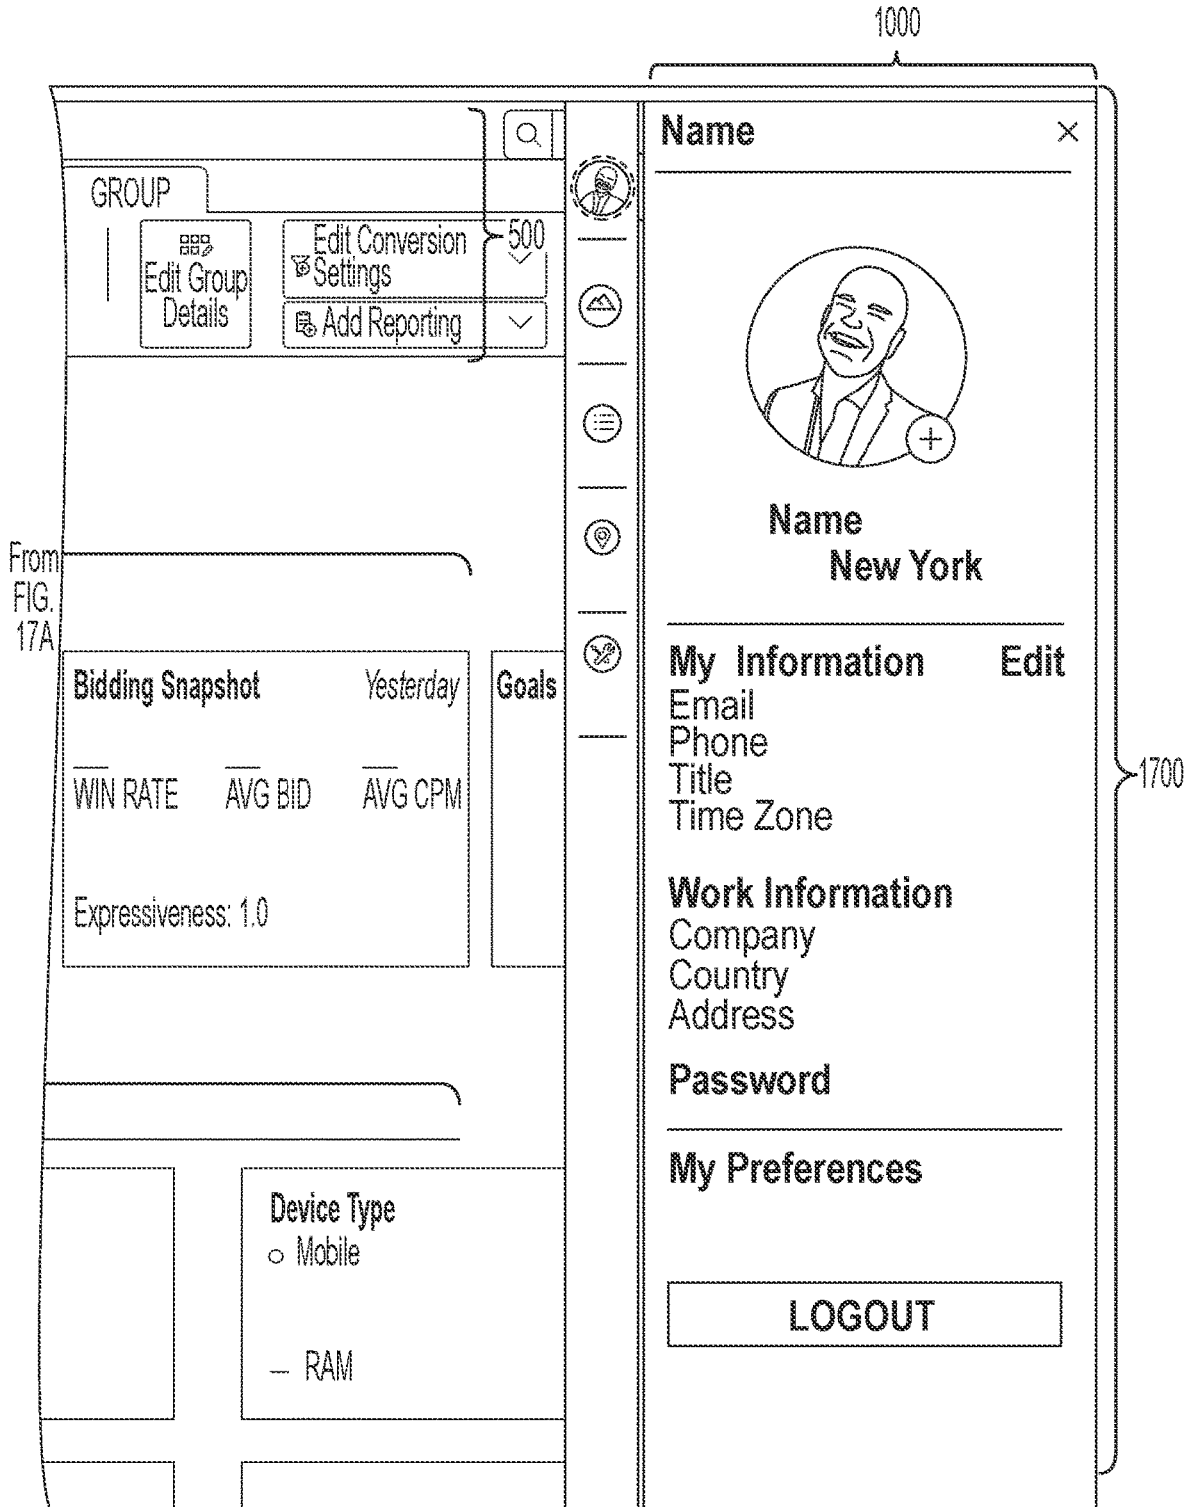 1000
Name
GROUP
500
Edit Group
Details
Edit Conversion
Settings
Add Reporting
Name
New York
From
FIG.
17A
Bidding Snapshot Yesterday
Goals
WIN RATE AVG BID AVG CPM
Expressiveness: 1.0
My Information Edit
Email
Phone
Title
Time Zone
1700
Work Information
Company
Country
Address
Password
My Preferences
Device Type
Mobile
RAM
LOGOUT